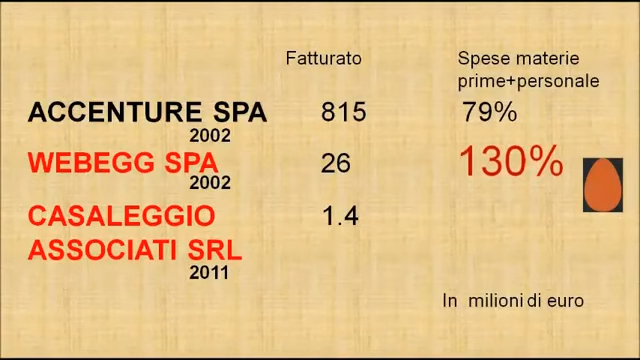 Fatturato
Spese materie
prime+personale
ACCENTURE SPA 815 79%
2002
WEBEGG SPA 26 130%
2002
CASALEGGIO 1.4
ASSOCIATI SRL
2011
In milioni di euro